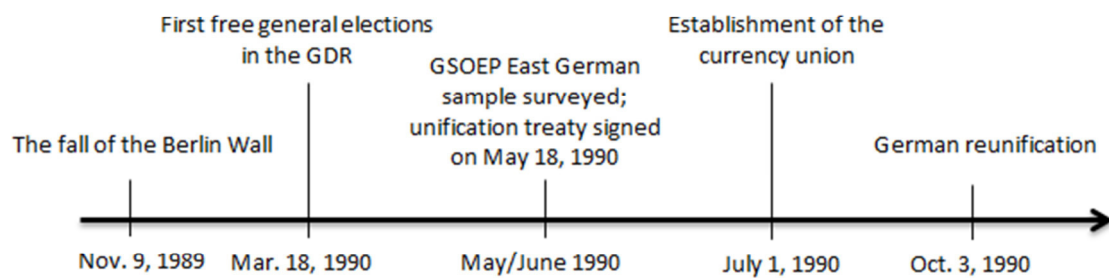 First free general elections
in the GDR
Establishment of the
currency union
GSOEP East German
sample surveyed;
unification treaty signed
on May 18, 1990
The fall of the Berlin Wall
German reunification
Nov. 9, 1989
Mar. 18, 1990
May/June 1990
July 1, 1990
Oct. 3, 1990